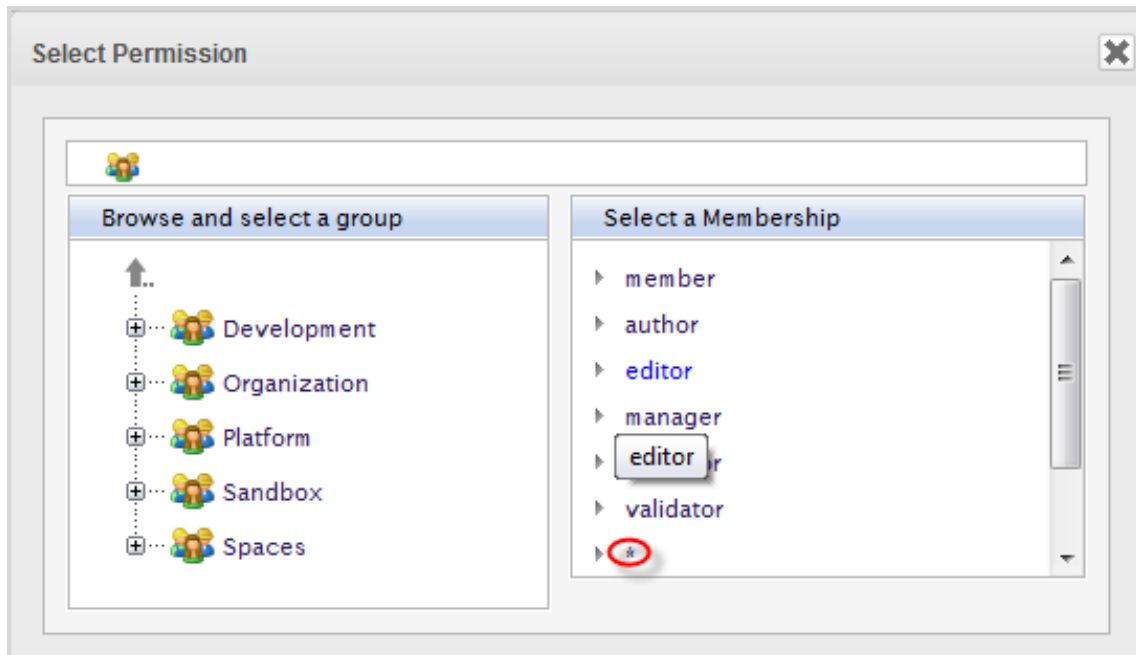 Select Permission
Browse and select a group
Select a Membership
..
Development
Organization
Platform
Sandbox
Spaces
member
author
editor
manager
editor
validator
*